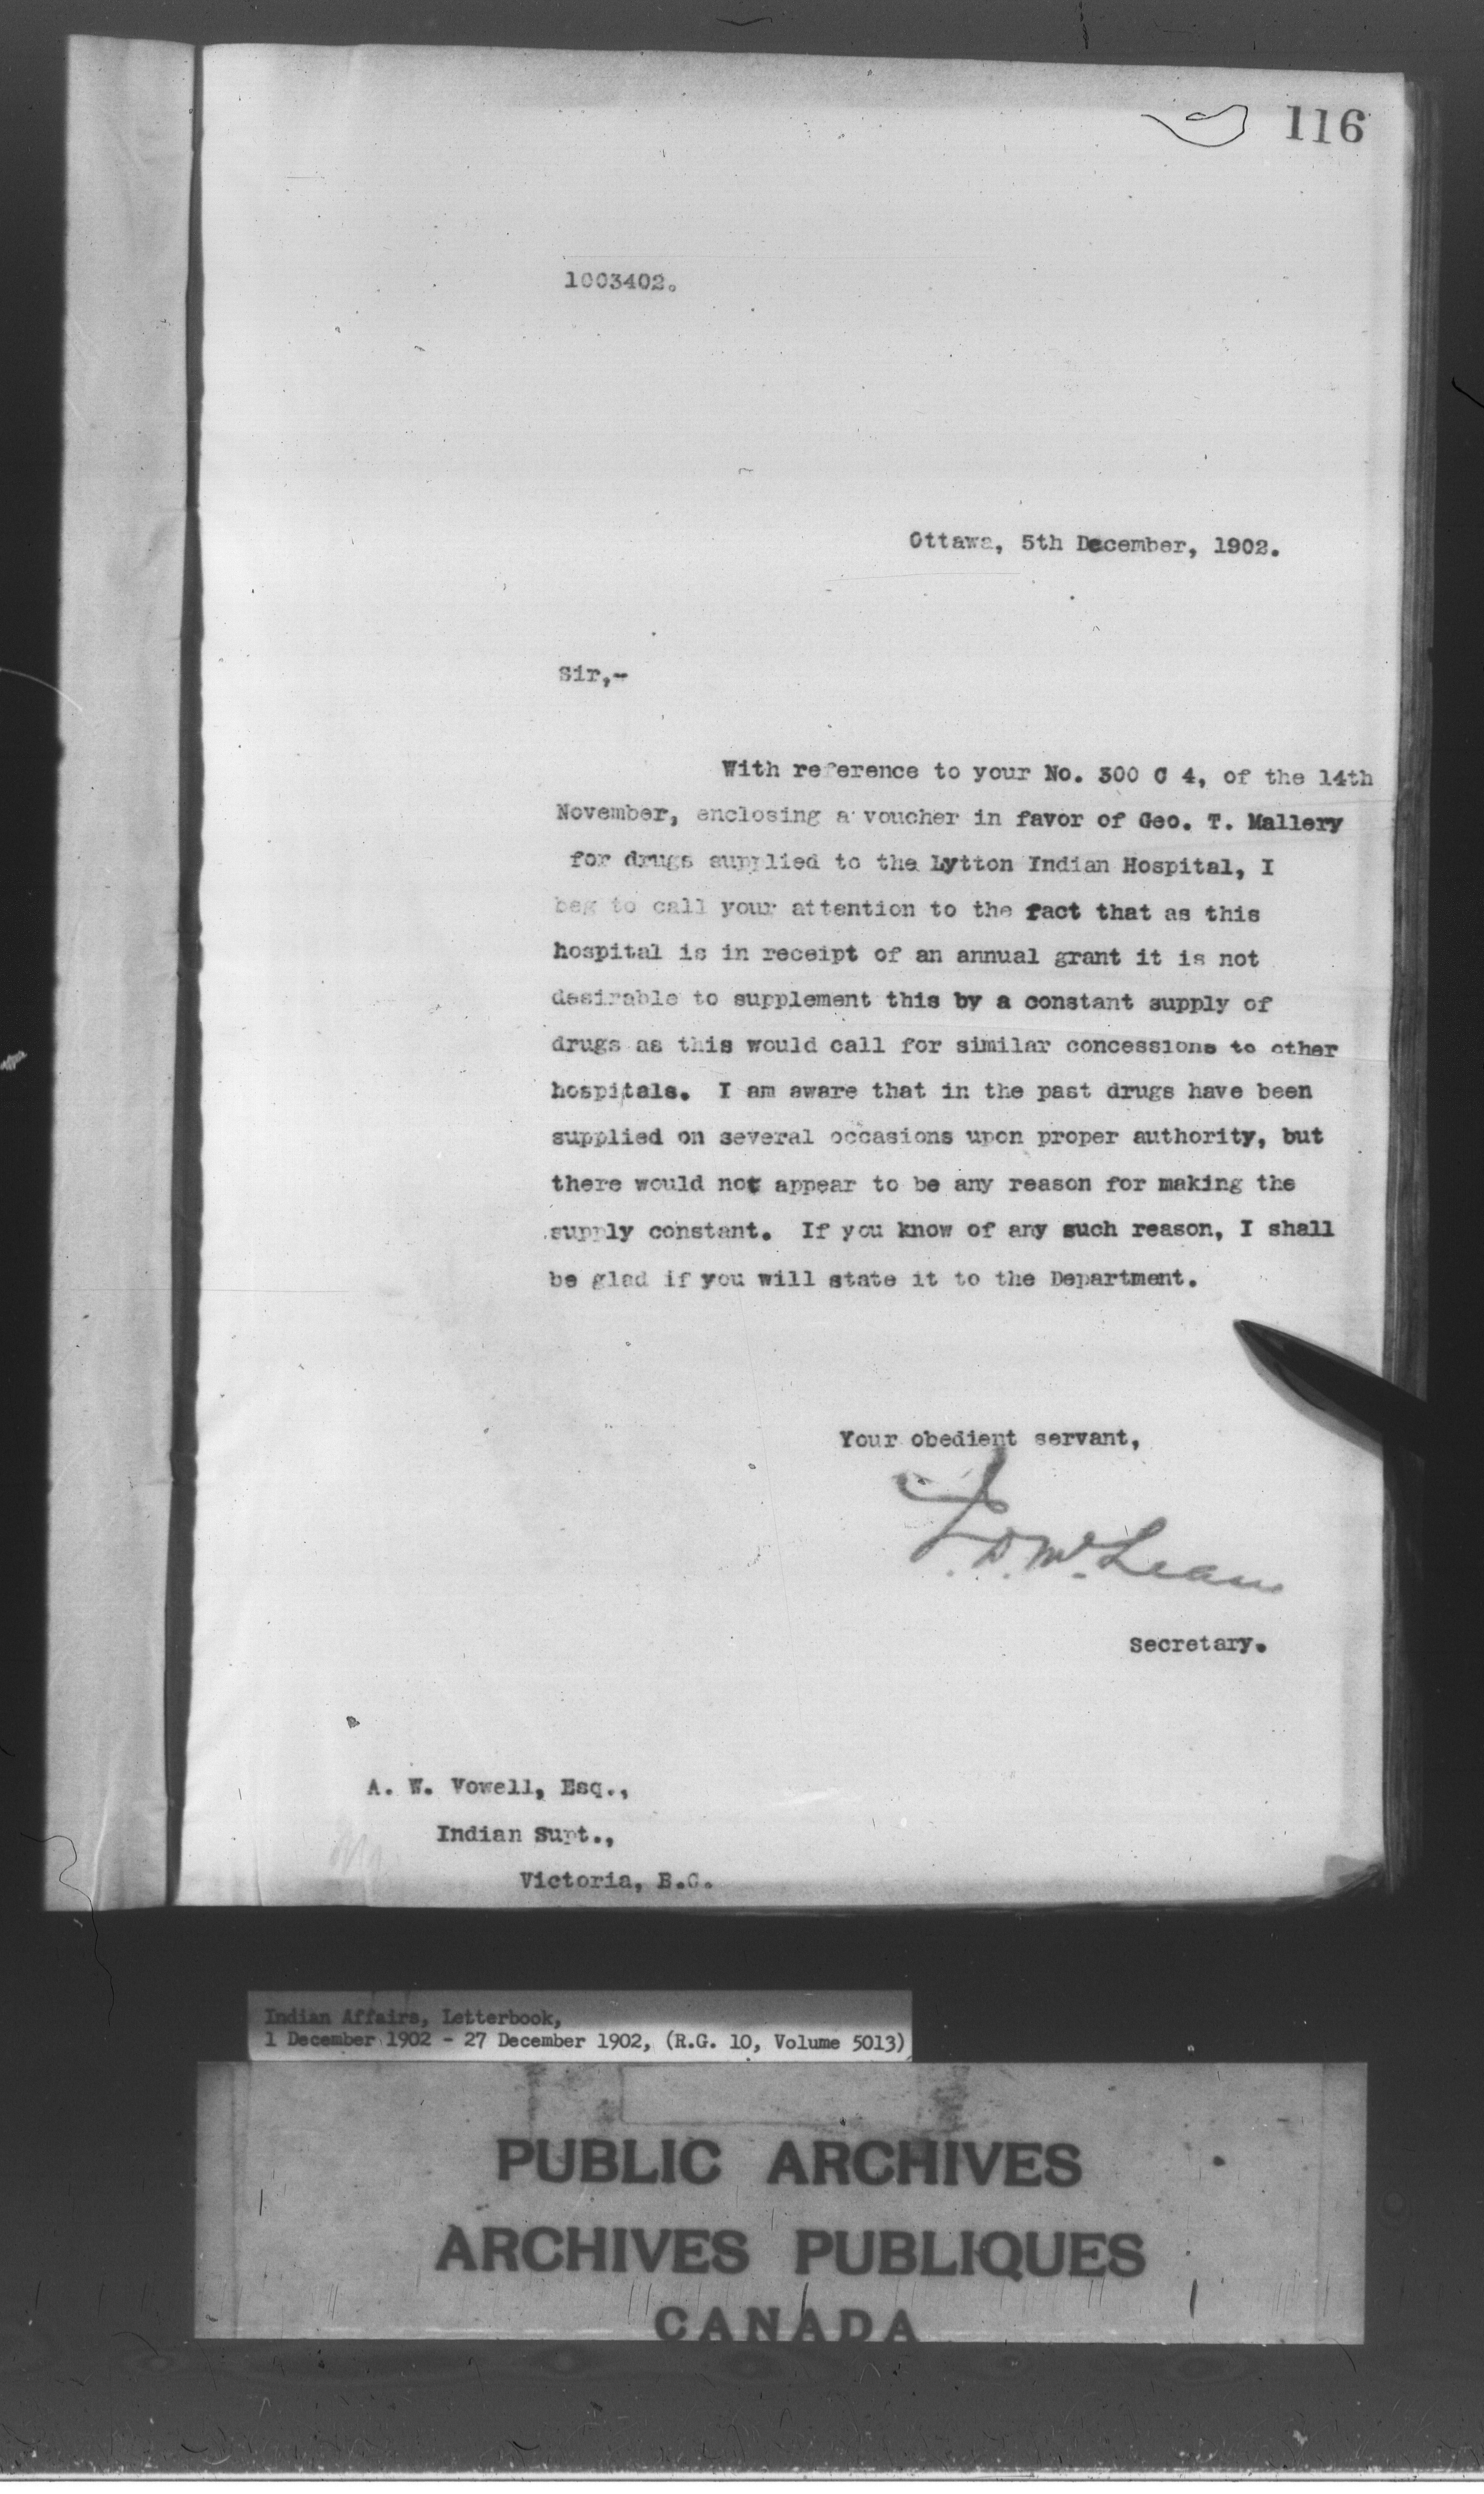 116
1003402.
Ottawa, 5th December, 1902.
Sir,-
With reference to your No. 300 C 4, of the 14th
November, enclosing a voucher in favor of Geo. T. Mallery
for drugs supplied to the Lytton Indian Hospital, I
beg to call your attention to the fact that as this
hospital is in receipt of an annual grant it is not
desirable to supplement this by a constant supply of
drugs as this would call for similar concessions to other
hospitals. I am aware that in the past drugs have been
supplied on several occasions upon proper authority, but
there would not appear to be any reason for making the
supply constant. If you know of any such reason, I shall
be glad if you will state it to the Department.
Your obedient servant,
J. D. McLean
Secretary.
A. W. Vowell, Esq.,
Indian Supt.,
Victoria, B.C.
Indian Affairs, Letterbook,
1 December 1902 - 27 December 1902, (R.G. 10, Volume 5013)
PUBLIC ARCHIVES
ARCHIVES PUBLIQUES
CANADA